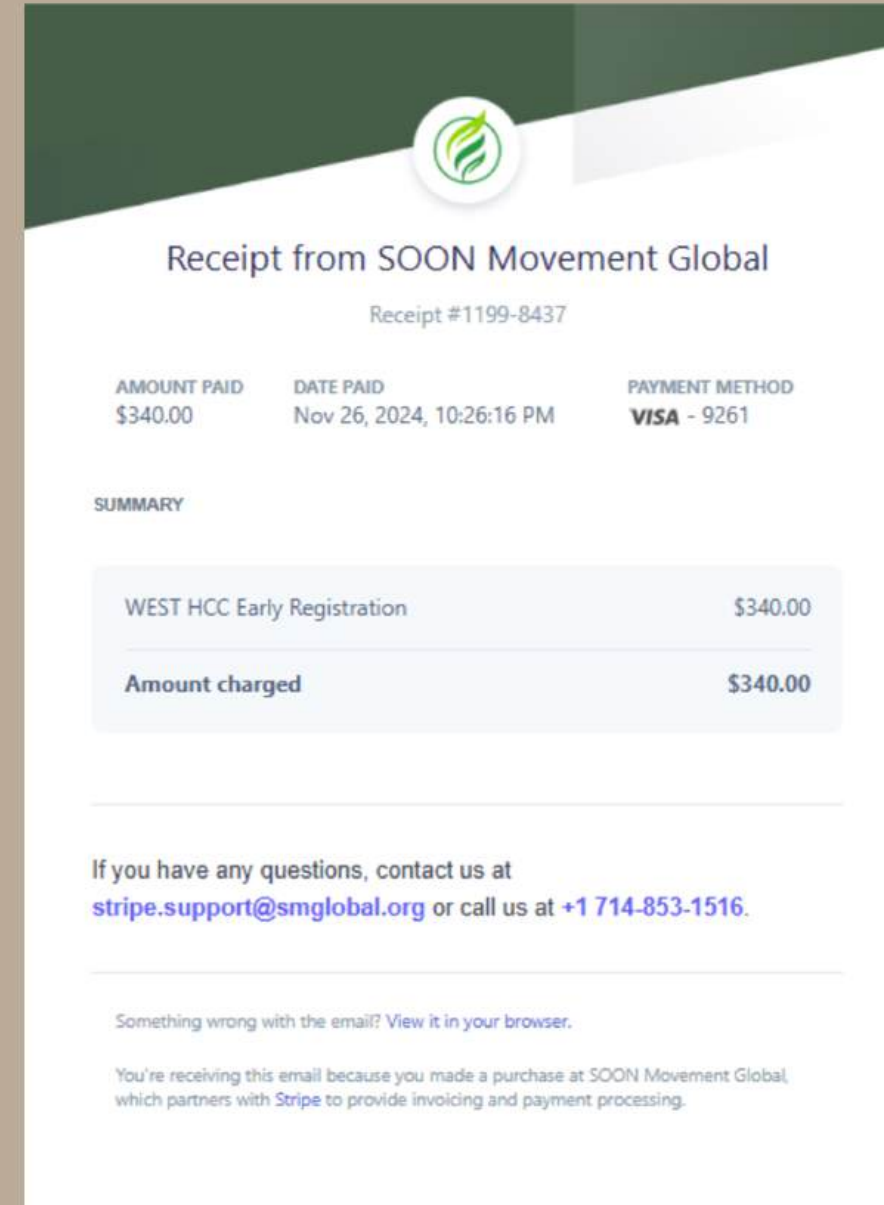 Receipt from SOON Movement Global
Receipt #1199-8437
AMOUNT PAID DATE PAID PAYMENT METHOD
$340.00 Nov 26, 2024, 10:26:16 PM VISA - 9261
SUMMARY
WEST HCC Early Registration $340.00
Amount charged $340.00
If you have any questions, contact us at
stripe.support@smglobal.org or call us at +1 714-853-1516.
Something wrong with the email? View it in your browser.
You're receiving this email because you made a purchase at SOON Movement Global,
which partners with Stripe to provide invoicing and payment processing.